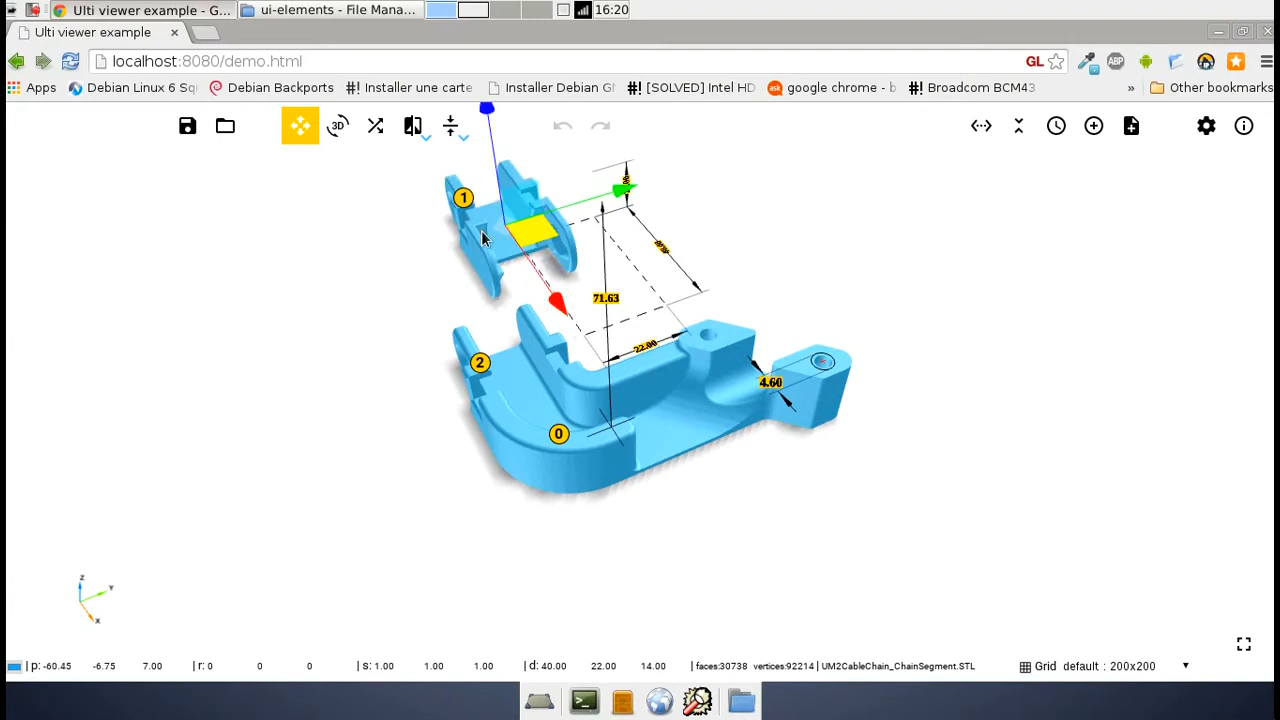 Ulti viewer example - G...
ui-elements - File Mana...
16:20
Ulti viewer example
localhost:8080/demo.html
GL
ABP
Apps
Debian Linux 6 Sq
Debian Backports
#! Installer une carte
Installer Debian G
#! [SOLVED] Intel HD
ask
google chrome - b
#! Broadcom BCM43
»
Other bookmarks
3D
1
71.63
2
22.00
4.60
0
Z
Y
X
p: -60.45 -6.75 7.00 | r: 0 0 0 | s: 1.00 1.00 1.00 | d: 40.00 22.00 14.00 | faces:30738 vertices:92214 | UM2CableChain_ChainSegment.STL
Grid default : 200x200